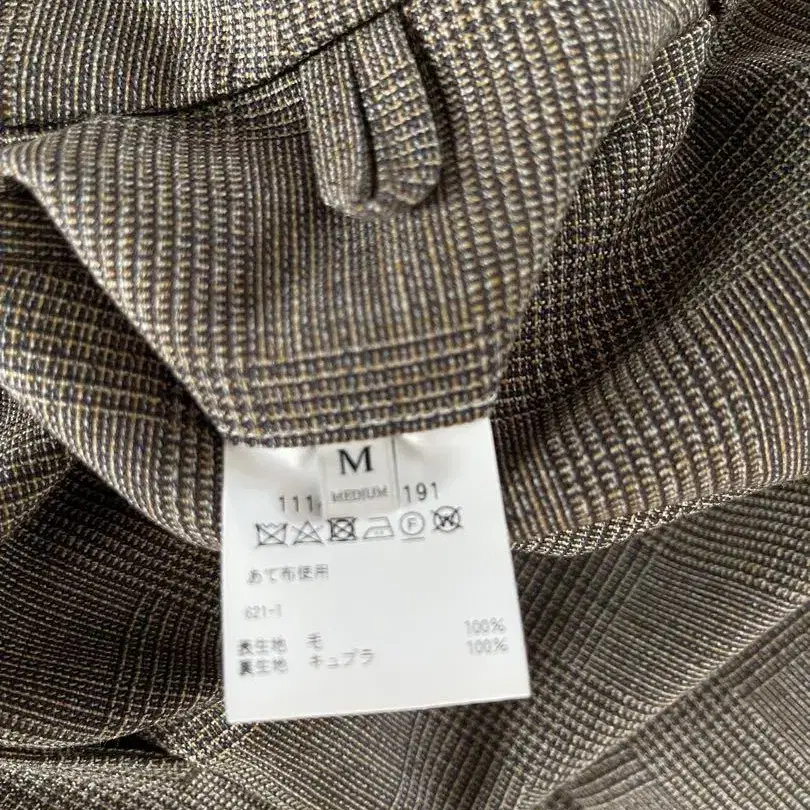 M
MEDIUM
111 191
F W
あて布使用
621-1
表生地 毛 100%
裏生地 キュプラ 100%